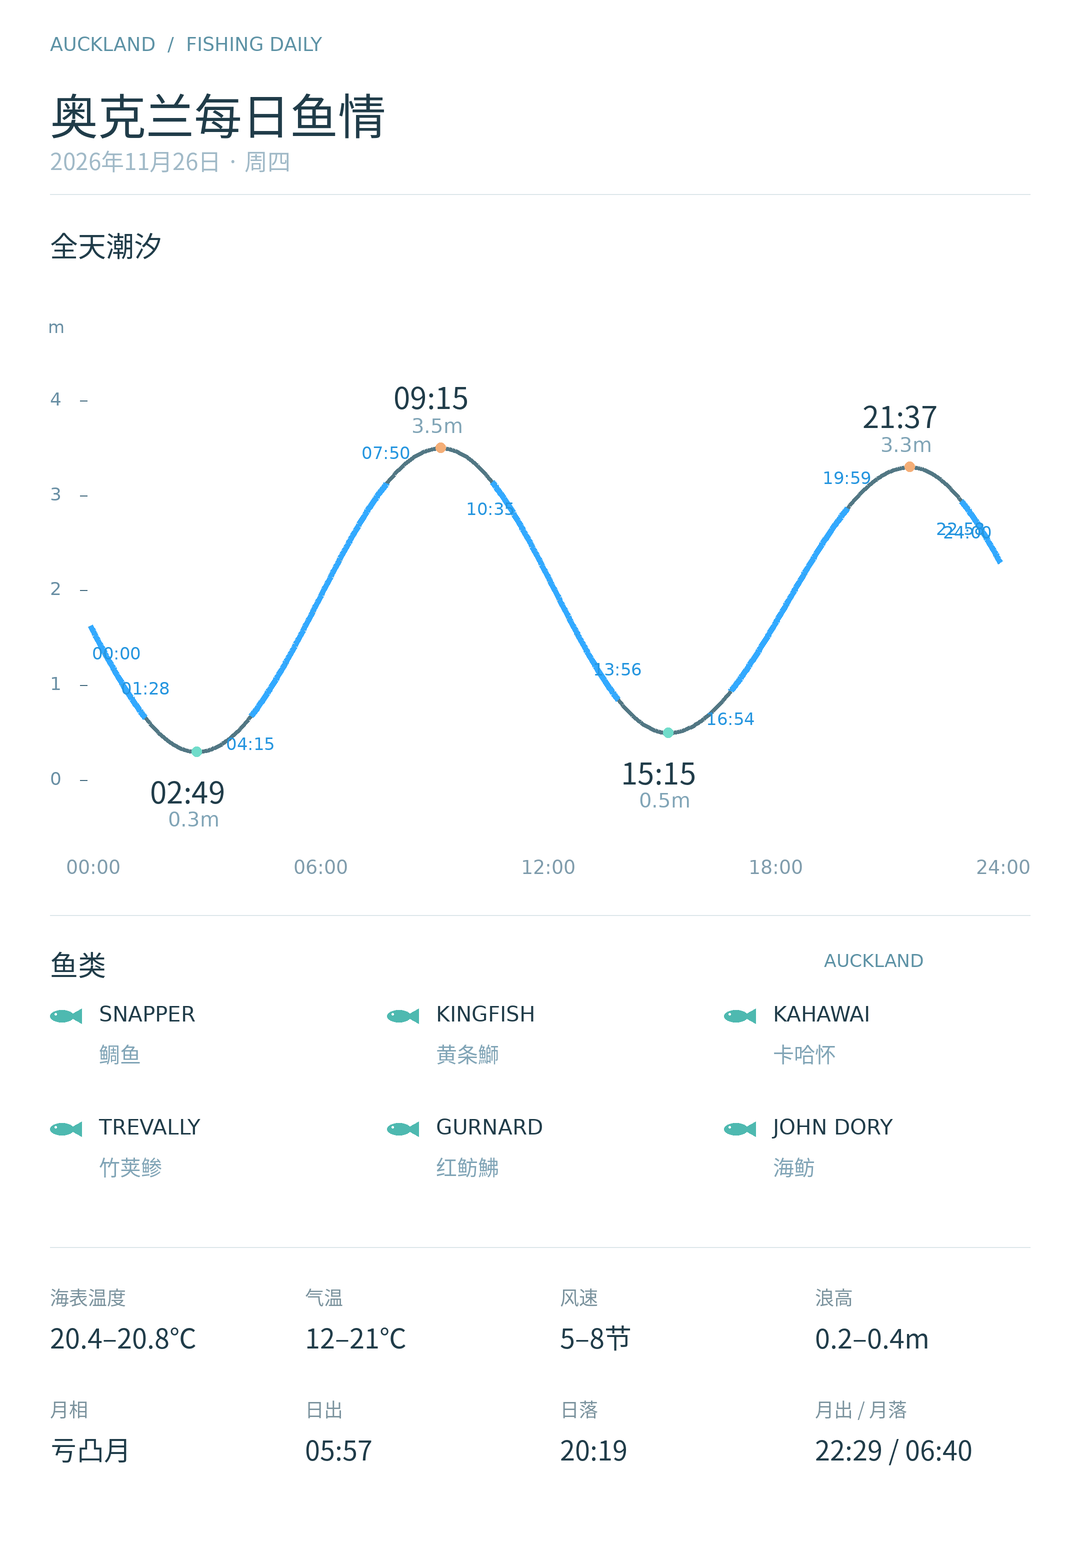 AUCKLAND / FISHING DAILY
奥克兰每日鱼情
2026年11月26日 · 周四
全天潮汐
m
4
3
2
1
0
09:15
3.5m
21:37
3.3m
07:50
10:35
19:59
22:58
24:00
00:00
01:28
04:15
13:56
16:54
02:49
0.3m
15:15
0.5m
00:00 06:00 12:00 18:00 24:00
鱼类 AUCKLAND
SNAPPER KINGFISH KAHAWAI
鲷鱼 黄条鰤 卡哈怀
TREVALLY GURNARD JOHN DORY
竹荚鲹 红鲂鮄 海鲂
海表温度 气温 风速 浪高
20.4–20.8°C 12–21°C 5–8节 0.2–0.4m
月相 日出 日落 月出 / 月落
亏凸月 05:57 20:19 22:29 / 06:40